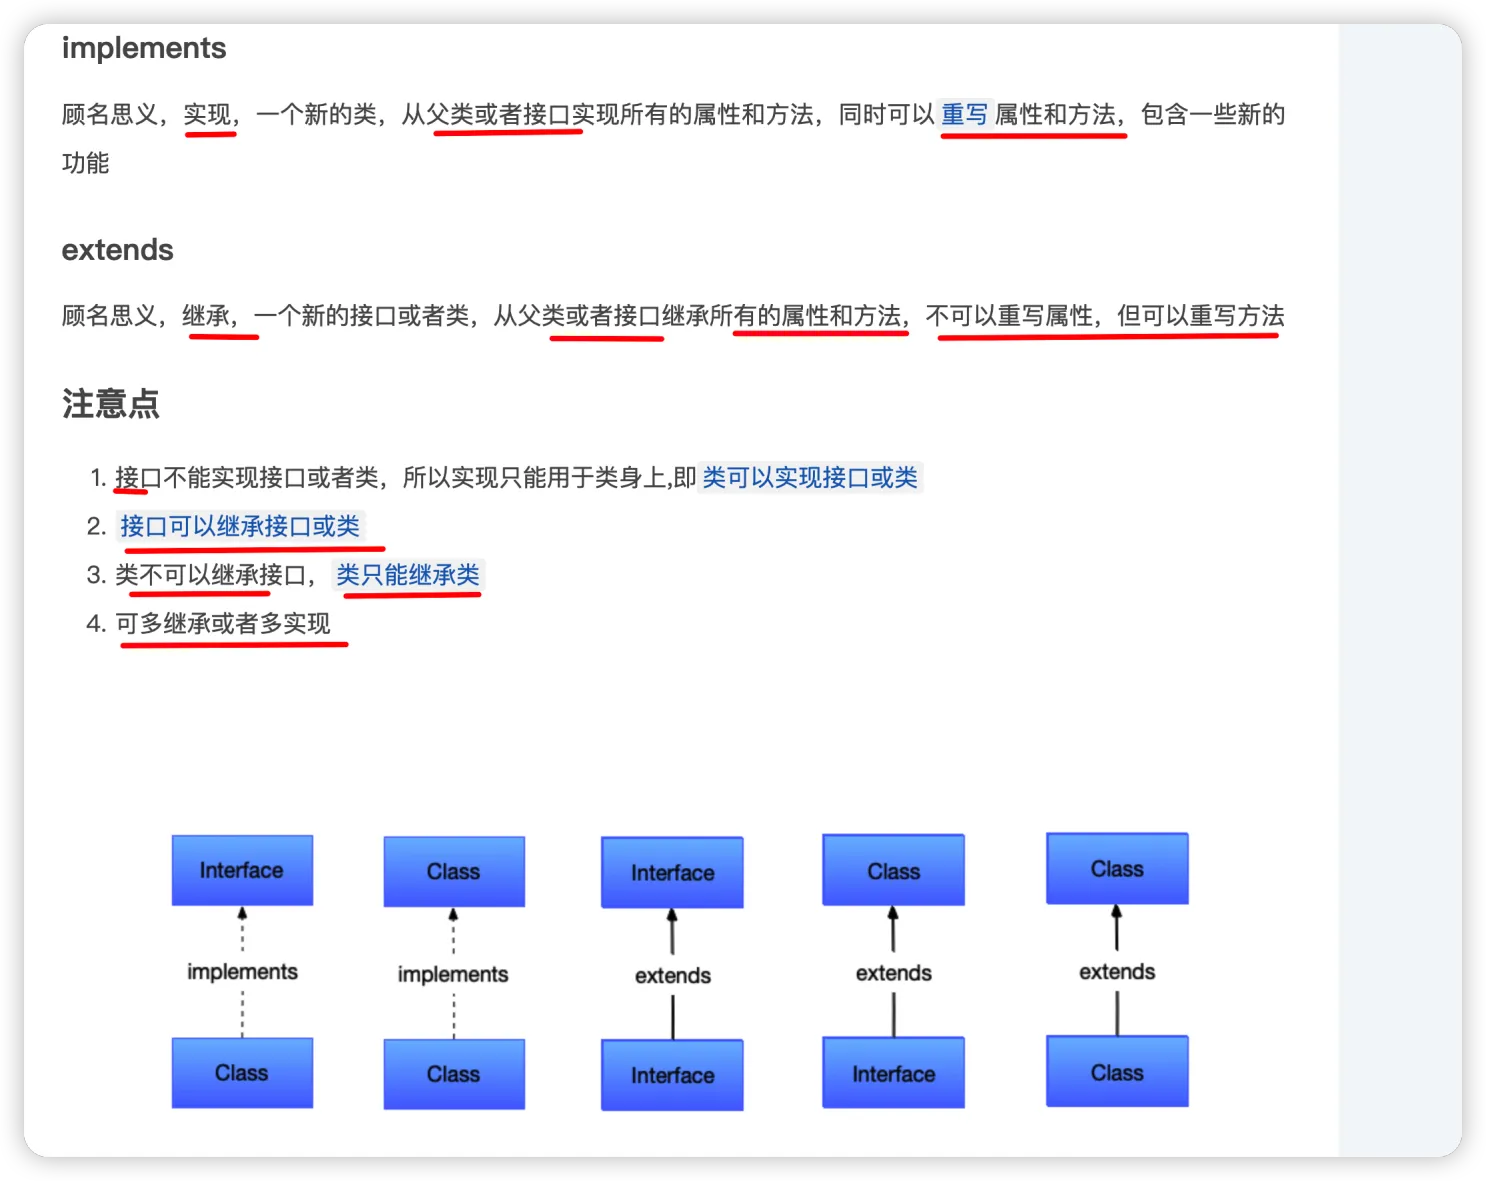 implements
顾名思义，实现，一个新的类，从父类或者接口实现所有的属性和方法，同时可以 重写 属性和方法，包含一些新的
功能
extends
顾名思义，继承，一个新的接口或者类，从父类或者接口继承所有的属性和方法，不可以重写属性，但可以重写方法
注意点
1. 接口不能实现接口或者类，所以实现只能用于类身上,即 类可以实现接口或类
2. 接口可以继承接口或类
3. 类不可以继承接口， 类只能继承类
4. 可多继承或者多实现
Interface Class Interface Class Class
implements implements extends extends extends
Class Class Interface Interface Class